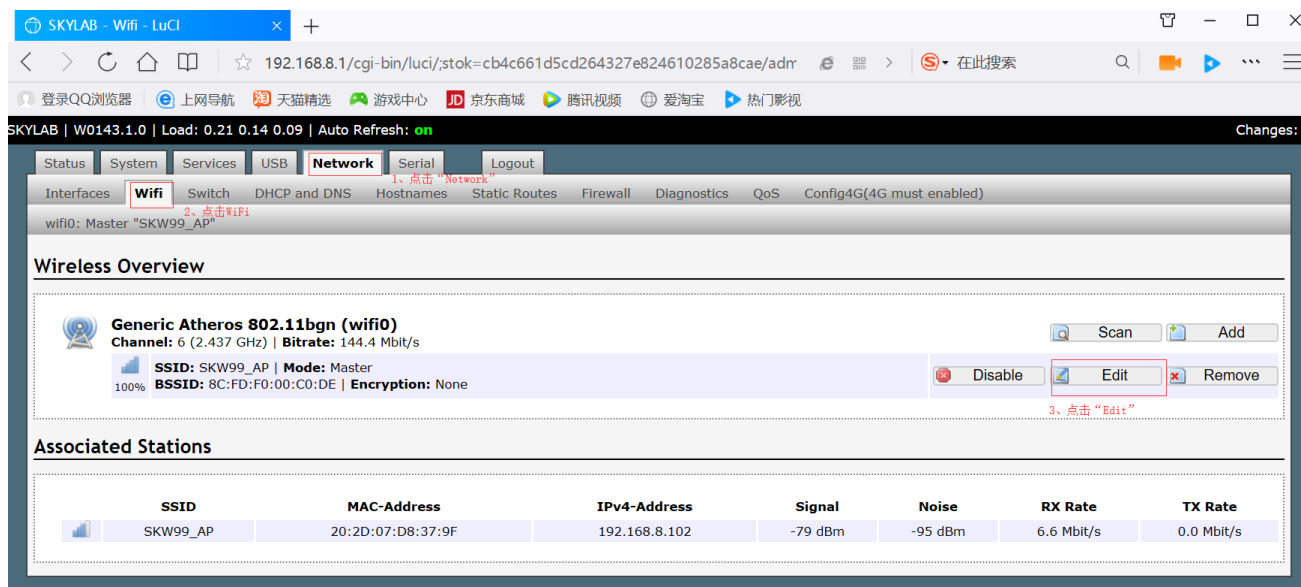 SKYLAB - Wifi - LuCI
192.168.8.1/cgi-bin/luci/;stok=cb4c661d5cd264327e824610285a8cae/adm
在此搜索
登录QQ浏览器 上网导航 天猫精选 游戏中心 JD 京东商城 腾讯视频 爱淘宝 热门影视
SKYLAB | W0143.1.0 | Load: 0.21 0.14 0.09 | Auto Refresh: on Changes:
Status System Services USB Network Serial Logout
1、点击“Network”
Interfaces Wifi Switch DHCP and DNS Hostnames Static Routes Firewall Diagnostics QoS Config4G(4G must enabled)
2、点击WiFi
wifi0: Master "SKW99_AP"
Wireless Overview
Generic Atheros 802.11bgn (wifi0)
Channel: 6 (2.437 GHz) | Bitrate: 144.4 Mbit/s
Scan Add
SSID: SKW99_AP | Mode: Master
100% BSSID: 8C:FD:F0:00:C0:DE | Encryption: None
Disable Edit Remove
3、点击“Edit”
Associated Stations
SSID MAC-Address IPv4-Address Signal Noise RX Rate TX Rate
SKW99_AP 20:2D:07:D8:37:9F 192.168.8.102 -79 dBm -95 dBm 6.6 Mbit/s 0.0 Mbit/s